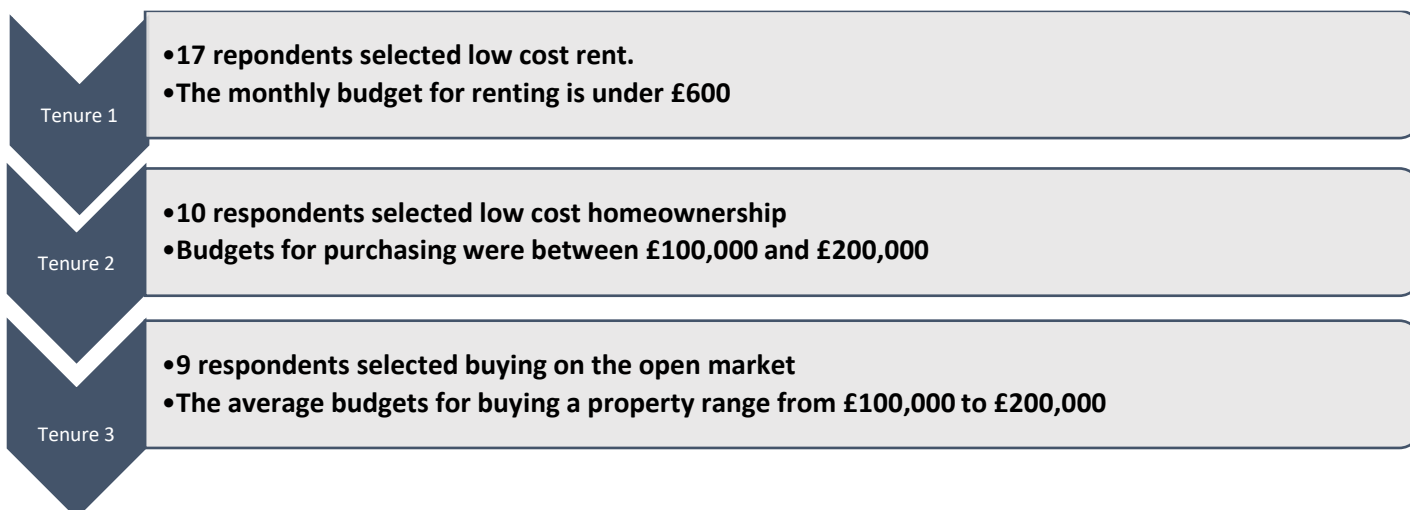 Tenure 1
•17 repondents selected low cost rent.
•The monthly budget for renting is under £600
Tenure 2
•10 respondents selected low cost homeownership
•Budgets for purchasing were between £100,000 and £200,000
Tenure 3
•9 respondents selected buying on the open market
•The average budgets for buying a property range from £100,000 to £200,000